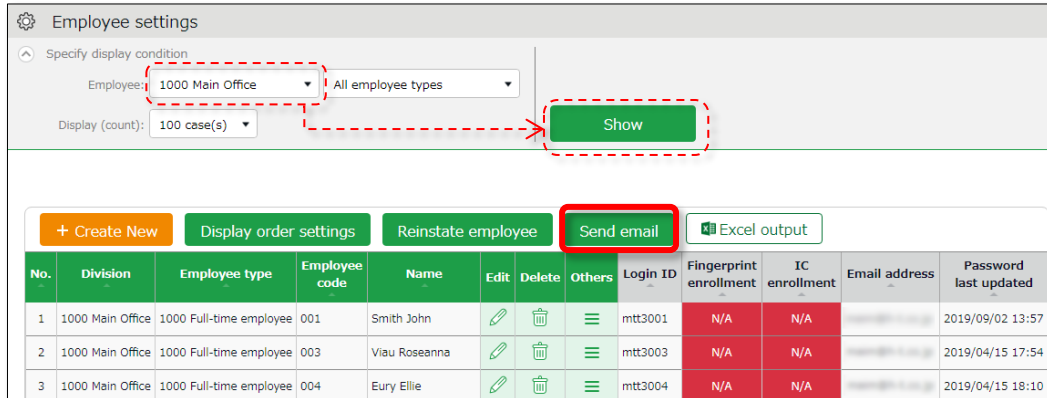 Employee settings
Specify display condition
Employee: 1000 Main Office All employee types
Display (count): 100 case(s) Show
+ Create New Display order settings Reinstate employee Send email Excel output
No. Division Employee type Employee code Name Edit Delete Others Login ID Fingerprint enrollment IC enrollment Email address Password last updated
1 1000 Main Office 1000 Full-time employee 001 Smith John mtt3001 N/A N/A 2019/09/02 13:57
2 1000 Main Office 1000 Full-time employee 003 Viau Roseanna mtt3003 N/A N/A 2019/04/15 17:54
3 1000 Main Office 1000 Full-time employee 004 Eury Ellie mtt3004 N/A N/A 2019/04/15 18:10